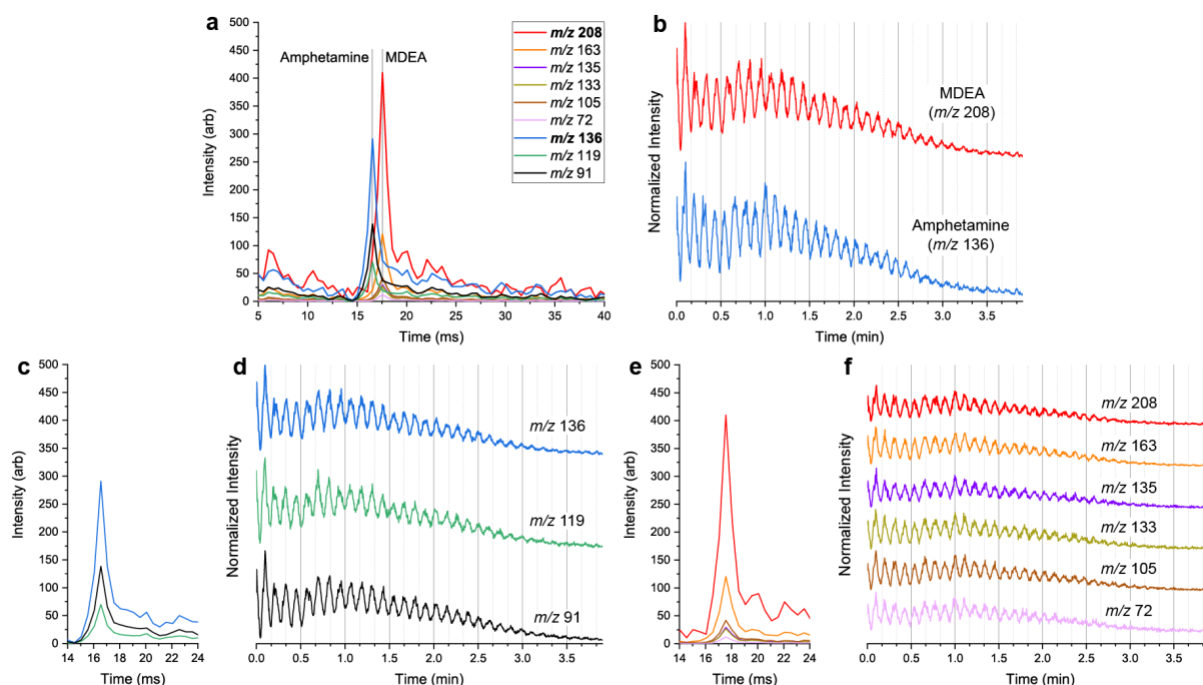 a
500
450
400
350
300
250
200
150
100
50
0
Intensity (arb)
Amphetamine
MDEA
m/z 208
m/z 163
m/z 135
m/z 133
m/z 105
m/z 72
m/z 136
m/z 119
m/z 91
5 10 15 20 25 30 35 40
Time (ms)
b
Normalized Intensity
MDEA
(m/z 208)
Amphetamine
(m/z 136)
0.0 0.5 1.0 1.5 2.0 2.5 3.0 3.5
Time (min)
c
500
450
400
350
300
250
200
150
100
50
0
Intensity (arb)
14 16 18 20 22 24
Time (ms)
d
Normalized Intensity
m/z 136
m/z 119
m/z 91
0.0 0.5 1.0 1.5 2.0 2.5 3.0 3.5
Time (min)
e
500
450
400
350
300
250
200
150
100
50
0
Intensity (arb)
14 16 18 20 22 24
Time (ms)
f
Normalized Intensity
m/z 208
m/z 163
m/z 135
m/z 133
m/z 105
m/z 72
0.0 0.5 1.0 1.5 2.0 2.5 3.0 3.5
Time (min)